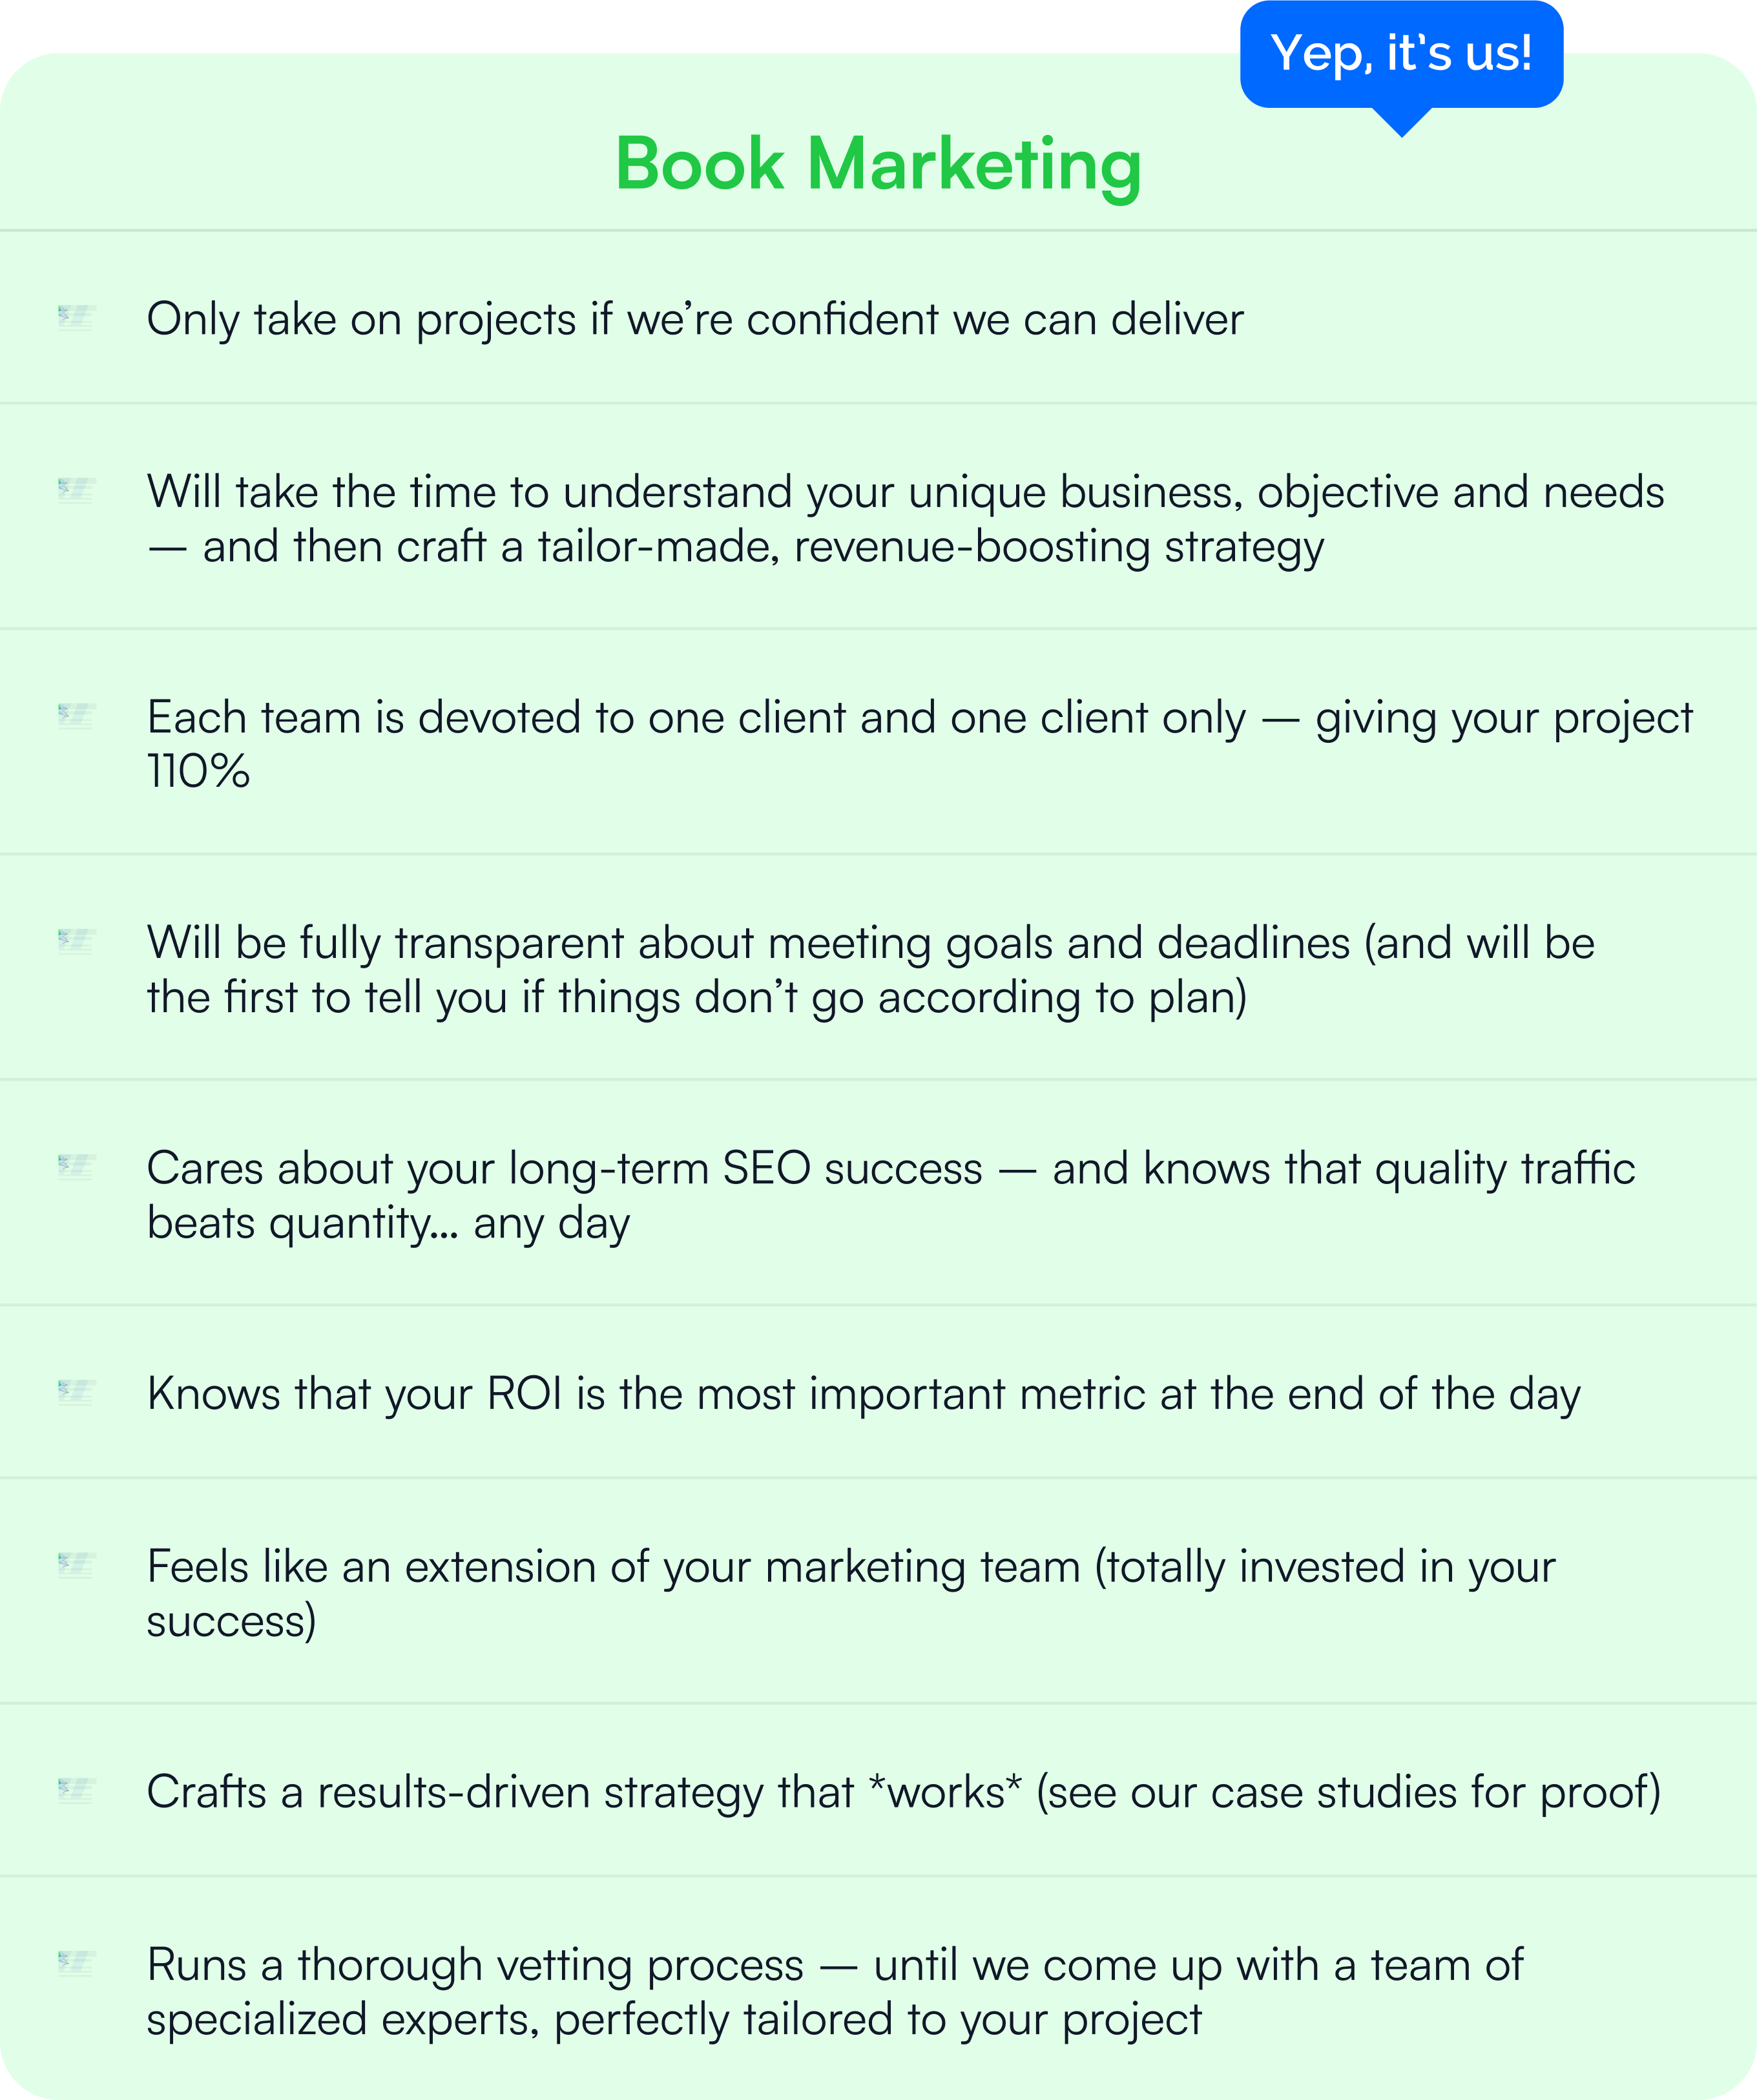 Yep, it's us!
Book Marketing
Only take on projects if we’re confident we can deliver
Will take the time to understand your unique business, objective and needs
— and then craft a tailor-made, revenue-boosting strategy
Each team is devoted to one client and one client only — giving your project
110%
Will be fully transparent about meeting goals and deadlines (and will be
the first to tell you if things don’t go according to plan)
Cares about your long-term SEO success — and knows that quality traffic
beats quantity... any day
Knows that your ROI is the most important metric at the end of the day
Feels like an extension of your marketing team (totally invested in your
success)
Crafts a results-driven strategy that *works* (see our case studies for proof)
Runs a thorough vetting process — until we come up with a team of
specialized experts, perfectly tailored to your project